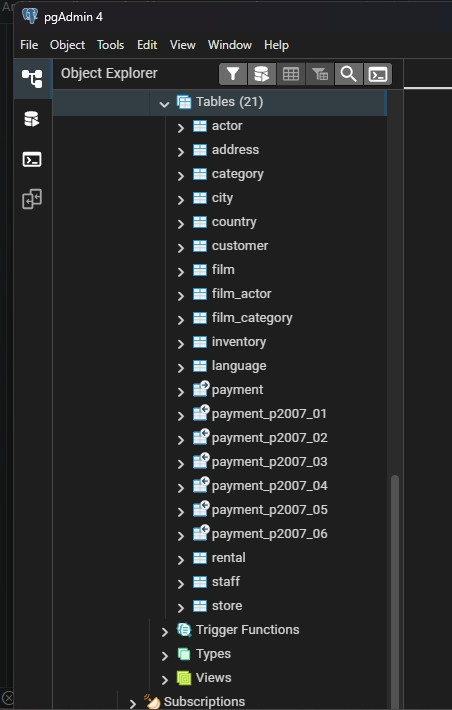 pgAdmin 4
File Object Tools Edit View Window Help
Object Explorer
Tables (21)
actor
address
category
city
country
customer
film
film_actor
film_category
inventory
language
payment
payment_p2007_01
payment_p2007_02
payment_p2007_03
payment_p2007_04
payment_p2007_05
payment_p2007_06
rental
staff
store
Trigger Functions
Types
Views
Subscriptions